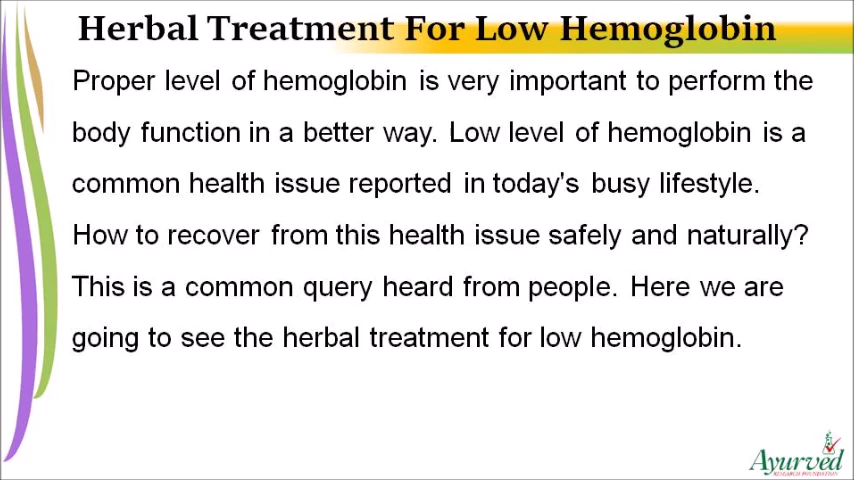 Herbal Treatment For Low Hemoglobin
Proper level of hemoglobin is very important to perform the
body function in a better way. Low level of hemoglobin is a
common health issue reported in today's busy lifestyle.
How to recover from this health issue safely and naturally?
This is a common query heard from people. Here we are
going to see the herbal treatment for low hemoglobin.
Ayurved
RESEARCH FOUNDATION